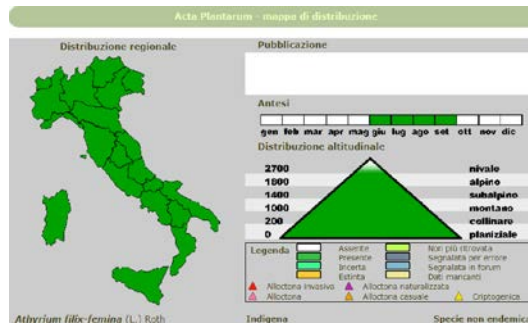 Acta Plantarum - mappa di distribuzione
Distribuzione regionale
Pubblicazione
Antesi
gen feb mar apr mag giu lug ago set ott nov dic
Distribuzione altitudinale
2700 nivale
1800 alpino
1400 subalpino
1000 montano
200 collinare
0 planiziale
Legenda
Assente Non più ritrovata
Presente Segnalata per errore
Incerta Segnalata in forum
Estinta Dati mancanti
Alloctona invasiva Alloctona naturalizzata
Alloctona Alloctona casuale Criptogenica
Athyrium filix-femina (L.) Roth Indigena Specie non endemica